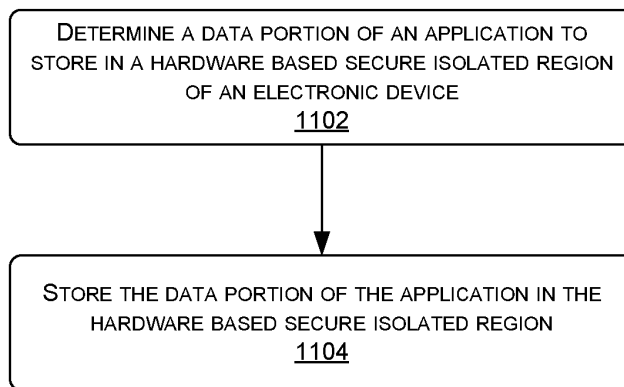 DETERMINE A DATA PORTION OF AN APPLICATION TO
STORE IN A HARDWARE BASED SECURE ISOLATED REGION
OF AN ELECTRONIC DEVICE
1102
STORE THE DATA PORTION OF THE APPLICATION IN THE
HARDWARE BASED SECURE ISOLATED REGION
1104